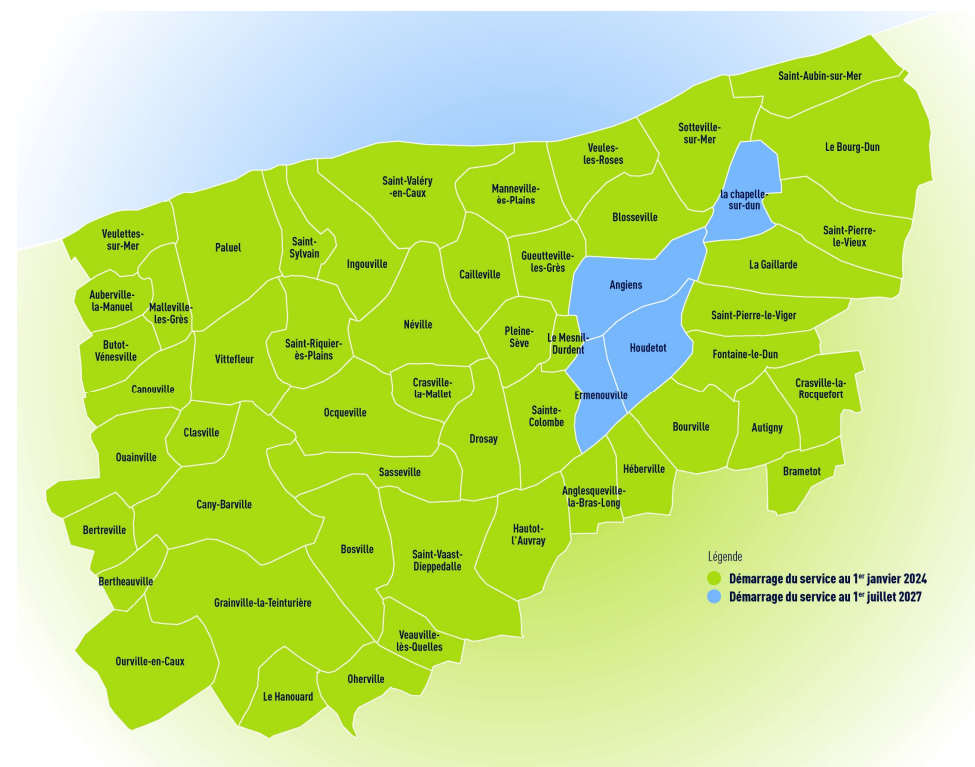 Saint-Aubin-sur-Mer
Sotteville-
sur-Mer
Le Bourg-Dun
Veules-
les-Roses
Saint-Valéry
-en-Caux
Manneville-
ès-Plains
la chapelle-
sur-dun
Blosseville
Saint-Pierre-
le-Vieux
Veulettes-
sur-Mer
Paluel
Saint-
Sylvain
Ingouville
Cailleville
Gueutteville-
les-Grès
La Gaillarde
Angiens
Auberville-
la-Manuel
Malleville-
les-Grès
Néville
Saint-Pierre-le-Viger
Pleine-
Sève
Le Mesnil-
Durdent
Houdetot
Butot-
Vénesville
Vittefleur
Saint-Riquier-
ès-Plains
Fontaine-le-Dun
Canouville
Crasville-
la-Mallet
Crasville-la-
Rocquefort
Ermenouville
Ocqueville
Sainte-
Colombe
Clasville
Drosay
Bourville
Autigny
Ouainville
Sasseville
Héberville
Brametot
Anglesqueville-
la-Bras-Long
Cany-Barville
Bertreville
Hautot-
l'Auvray
Bosville
Saint-Vaast-
Dieppedalle
Bertheauville
Grainville-la-Teinturière
Veauville-
lès-Quelles
Ourville-en-Caux
Oherville
Le Hanouard
Légende
Démarrage du service au 1er janvier 2024
Démarrage du service au 1er juillet 2027